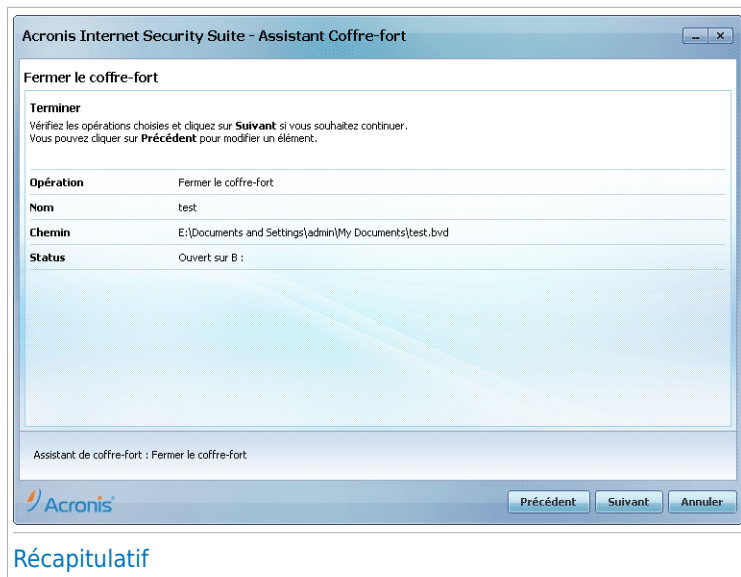 Acronis Internet Security Suite - Assistant Coffre-fort
Fermer le coffre-fort
Terminer
Vérifiez les opérations choisies et cliquez sur Suivant si vous souhaitez continuer.
Vous pouvez cliquer sur Précédent pour modifier un élément.
Opération Fermer le coffre-fort
Nom test
Chemin E:\Documents and Settings\admin\My Documents\test.bvd
Status Ouvert sur B :
Assistant de coffre-fort : Fermer le coffre-fort
Acronis
Précédent Suivant Annuler
Récapitulatif